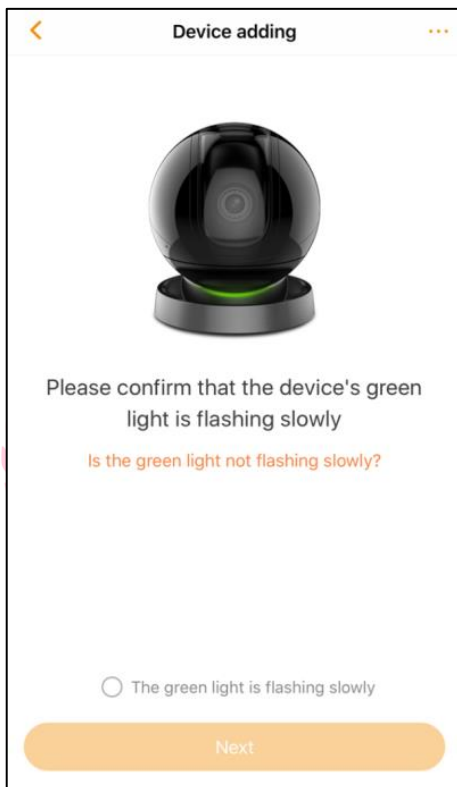 Device adding
Please confirm that the device's green
light is flashing slowly
Is the green light not flashing slowly?
The green light is flashing slowly
Next